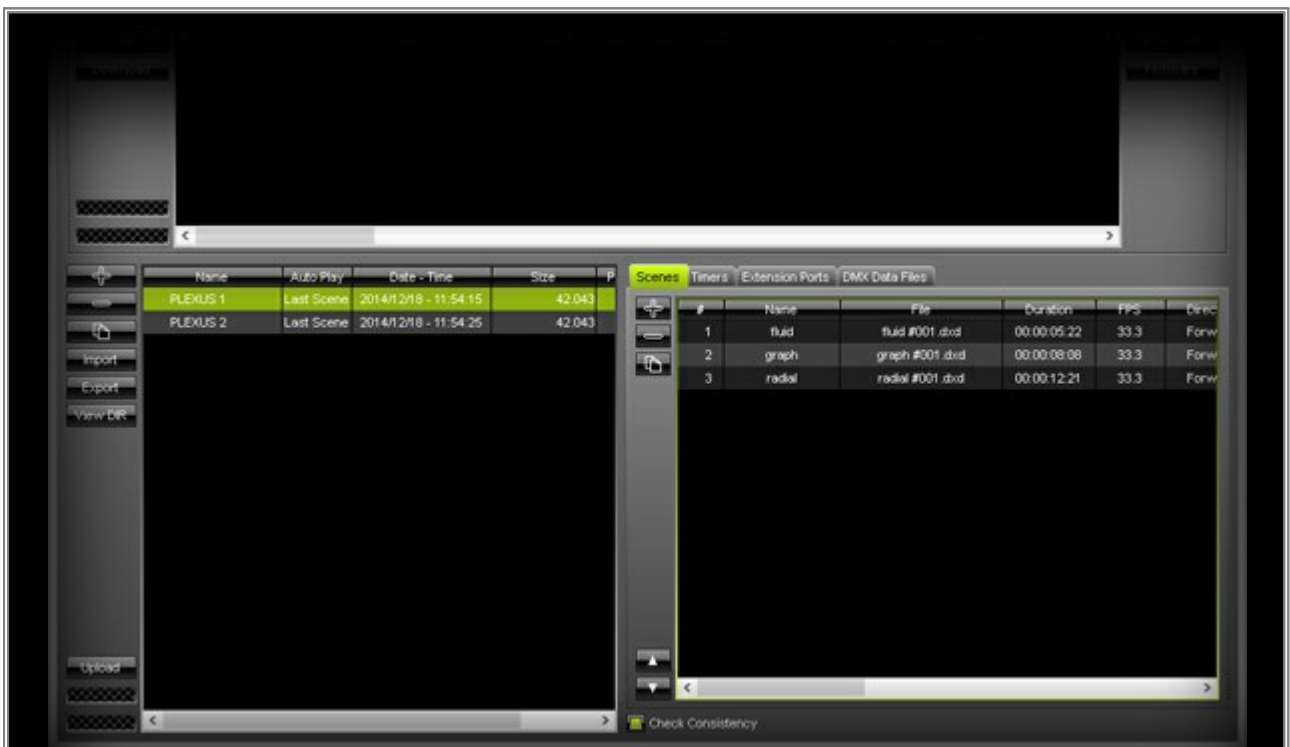 Download
Firmware
Name Auto Play Date - Time Size P
PLEXUS 1 Last Scene 2014/12/18 - 11:54:15 42.043
PLEXUS 2 Last Scene 2014/12/18 - 11:54:25 42.043
Import
Export
View DIR
Upload
Scenes Timers Extension Ports DMX Data Files
# Name File Duration FPS Direc
1 fluid fluid #001.dxd 00:00:05:22 33.3 Forw
2 graph graph #001.dxd 00:00:08:08 33.3 Forw
3 radial radial #001.dxd 00:00:12:21 33.3 Forw
Check Consistency